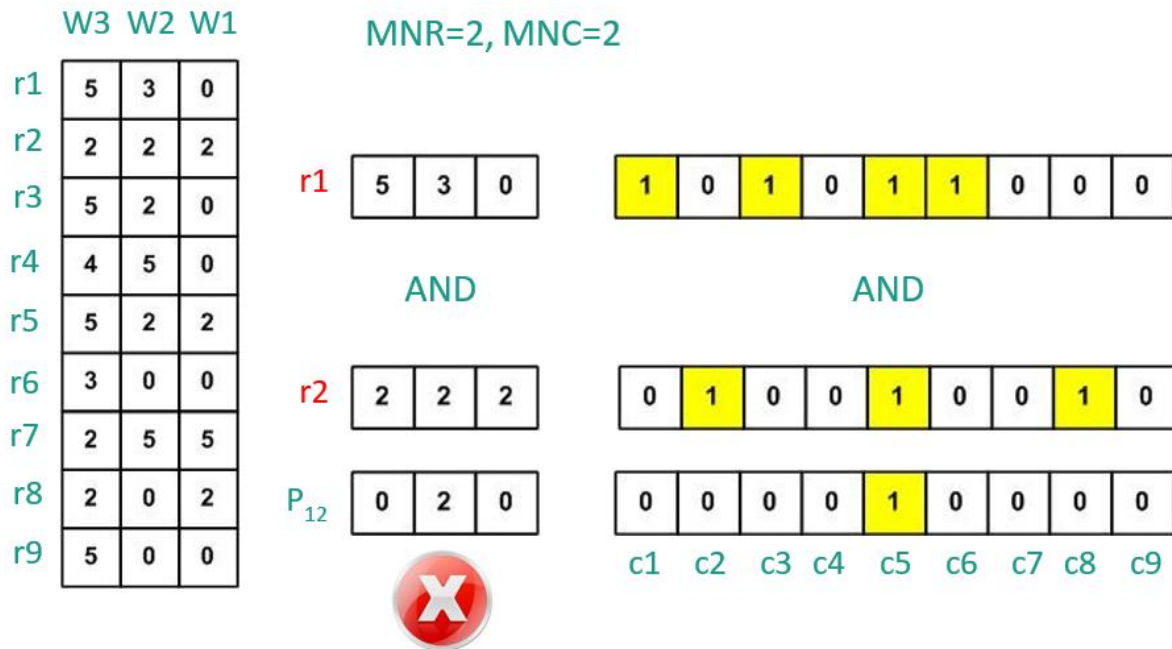 W3 W2 W1
MNR=2, MNC=2
r1 5 3 0
r2 2 2 2
r3 5 2 0
r4 4 5 0
r5 5 2 2
r6 3 0 0
r7 2 5 5
r8 2 0 2
r9 5 0 0
r1 5 3 0 1 0 1 0 1 1 0 0 0
AND AND
r2 2 2 2 0 1 0 0 1 0 0 1 0
P12 0 2 0 0 0 0 0 1 0 0 0 0
c1 c2 c3 c4 c5 c6 c7 c8 c9
X